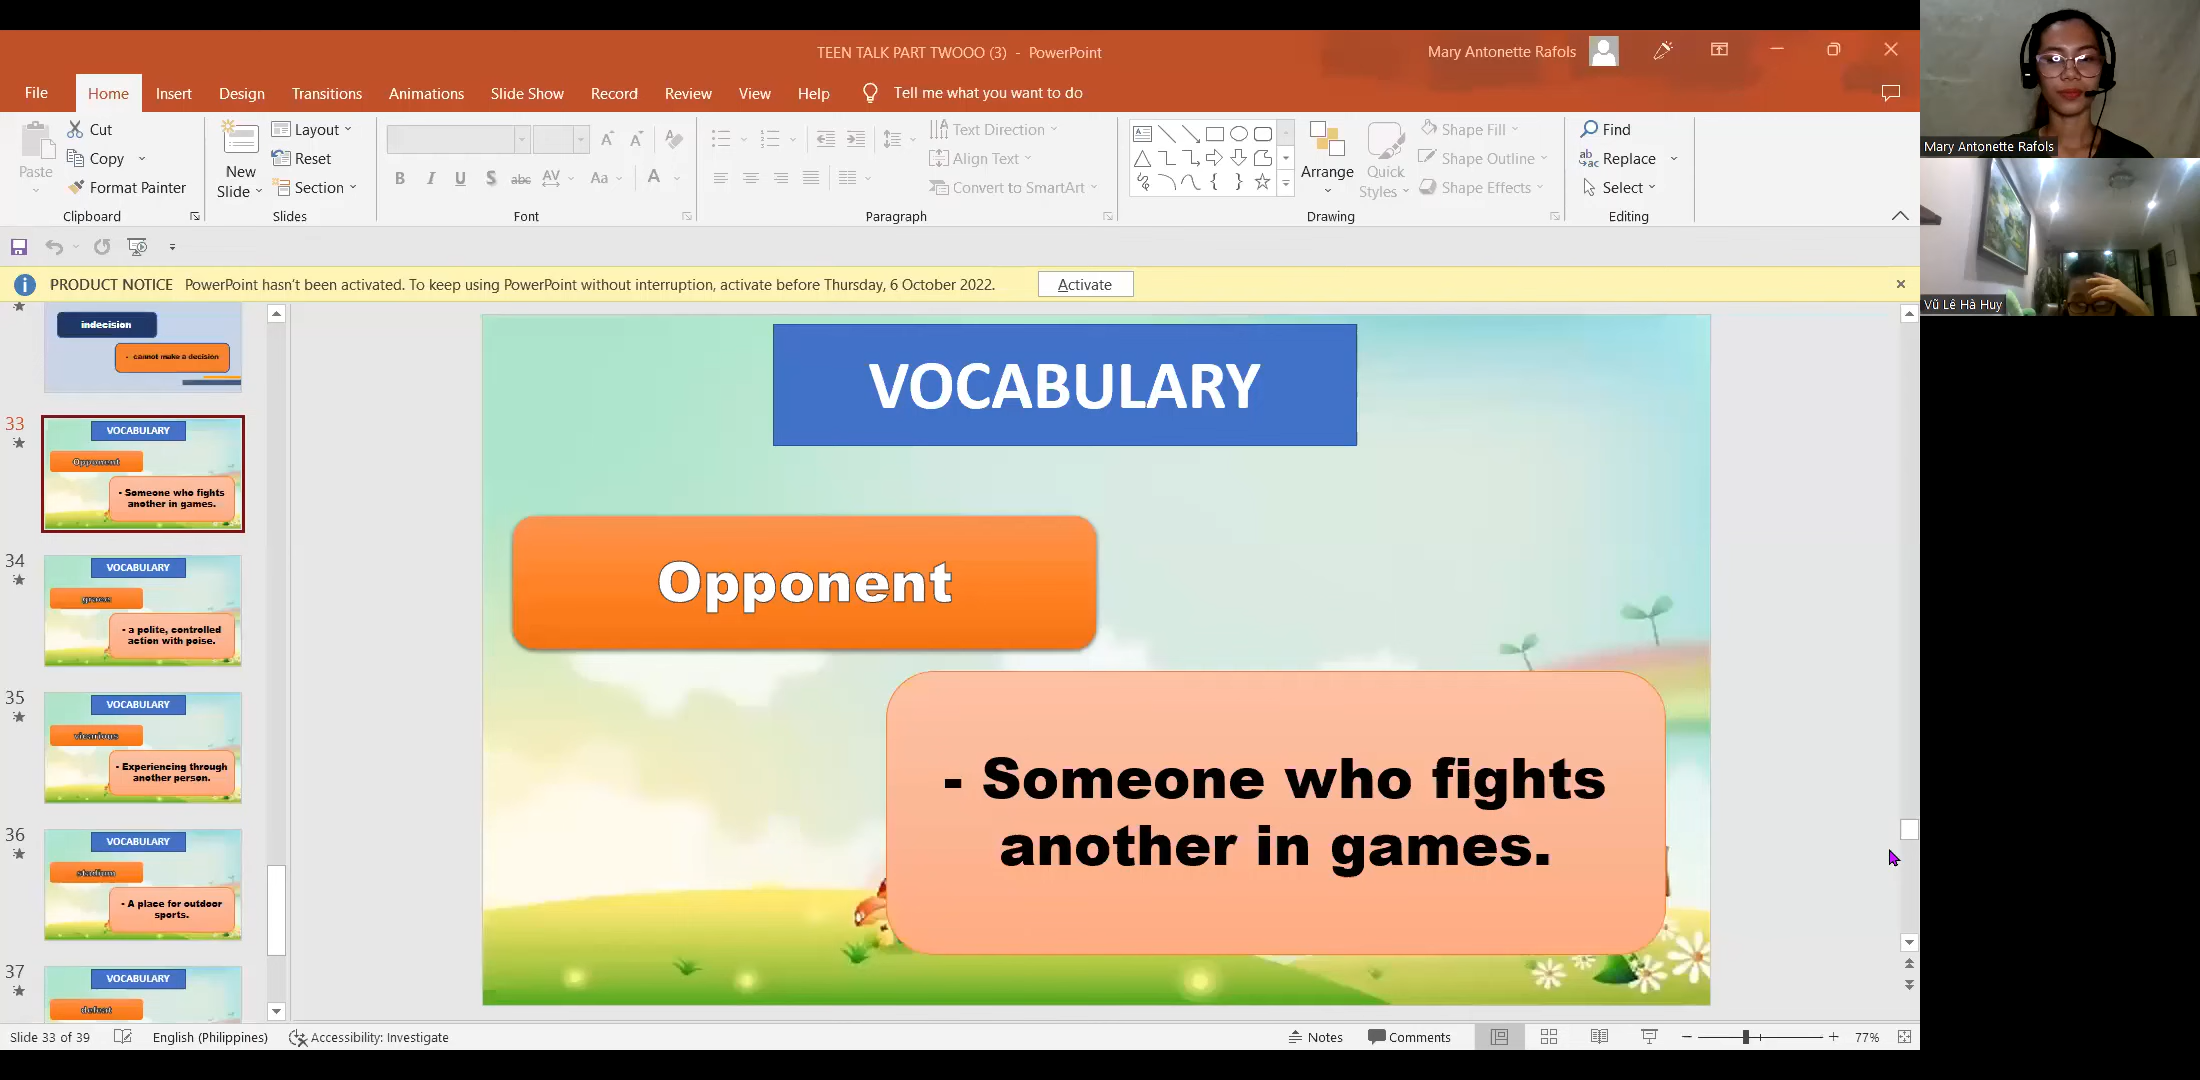 TEEN TALK PART TWOOO (3) - PowerPoint
Mary Antonette Rafols
File Home Insert Design Transitions Animations Slide Show Record Review View Help Tell me what you want to do
Paste
Cut
Copy
Format Painter
Clipboard
New
Slide
Layout
Reset
Section
Slides
B I U S abc AV Aa A
Font
Text Direction
Align Text
Convert to SmartArt
Paragraph
Arrange
Quick
Styles
Shape Fill
Shape Outline
Shape Effects
Drawing
Find
Replace
Select
Editing
PRODUCT NOTICE PowerPoint hasn't been activated. To keep using PowerPoint without interruption, activate before Thursday, 6 October 2022. Activate
indecision
- cannot make a decision
33
VOCABULARY
Opponent
- Someone who fights
another in games.
34
VOCABULARY
graces
- a polite, controlled
action with poise.
35
VOCABULARY
vicarious
- Experiencing through
another person.
36
VOCABULARY
stadium
- A place for outdoor
sports.
37
VOCABULARY
defeat
VOCABULARY
Opponent
- Someone who fights
another in games.
Slide 33 of 39 English (Philippines) Accessibility: Investigate Notes Comments 77%
Mary Antonette Rafols
Vũ Lê Hà Huy